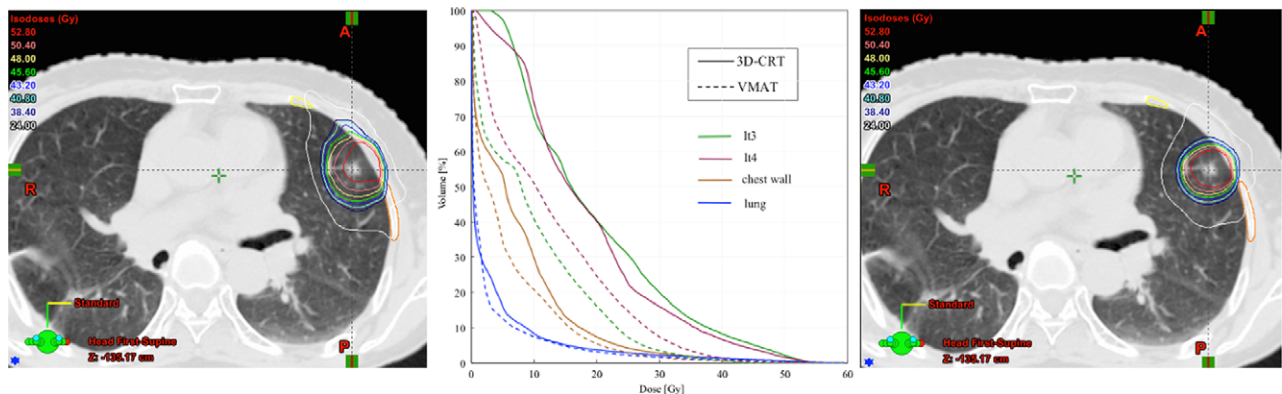 Isodoses (Gy)
52.80
50.40
48.00
45.60
43.20
40.80
38.40
24.00
A
R
P
Standard
Head First-Supine
Z: -135.17 cm
Volume [%]
100
90
80
70
60
50
40
30
20
10
0
0 10 20 30 40 50 60
Dose [Gy]
3D-CRT
VMAT
lt3
lt4
chest wall
lung
Isodoses (Gy)
52.80
50.40
48.00
45.60
43.20
40.80
38.40
24.00
A
R
P
Standard
Head First-Supine
Z: -135.17 cm